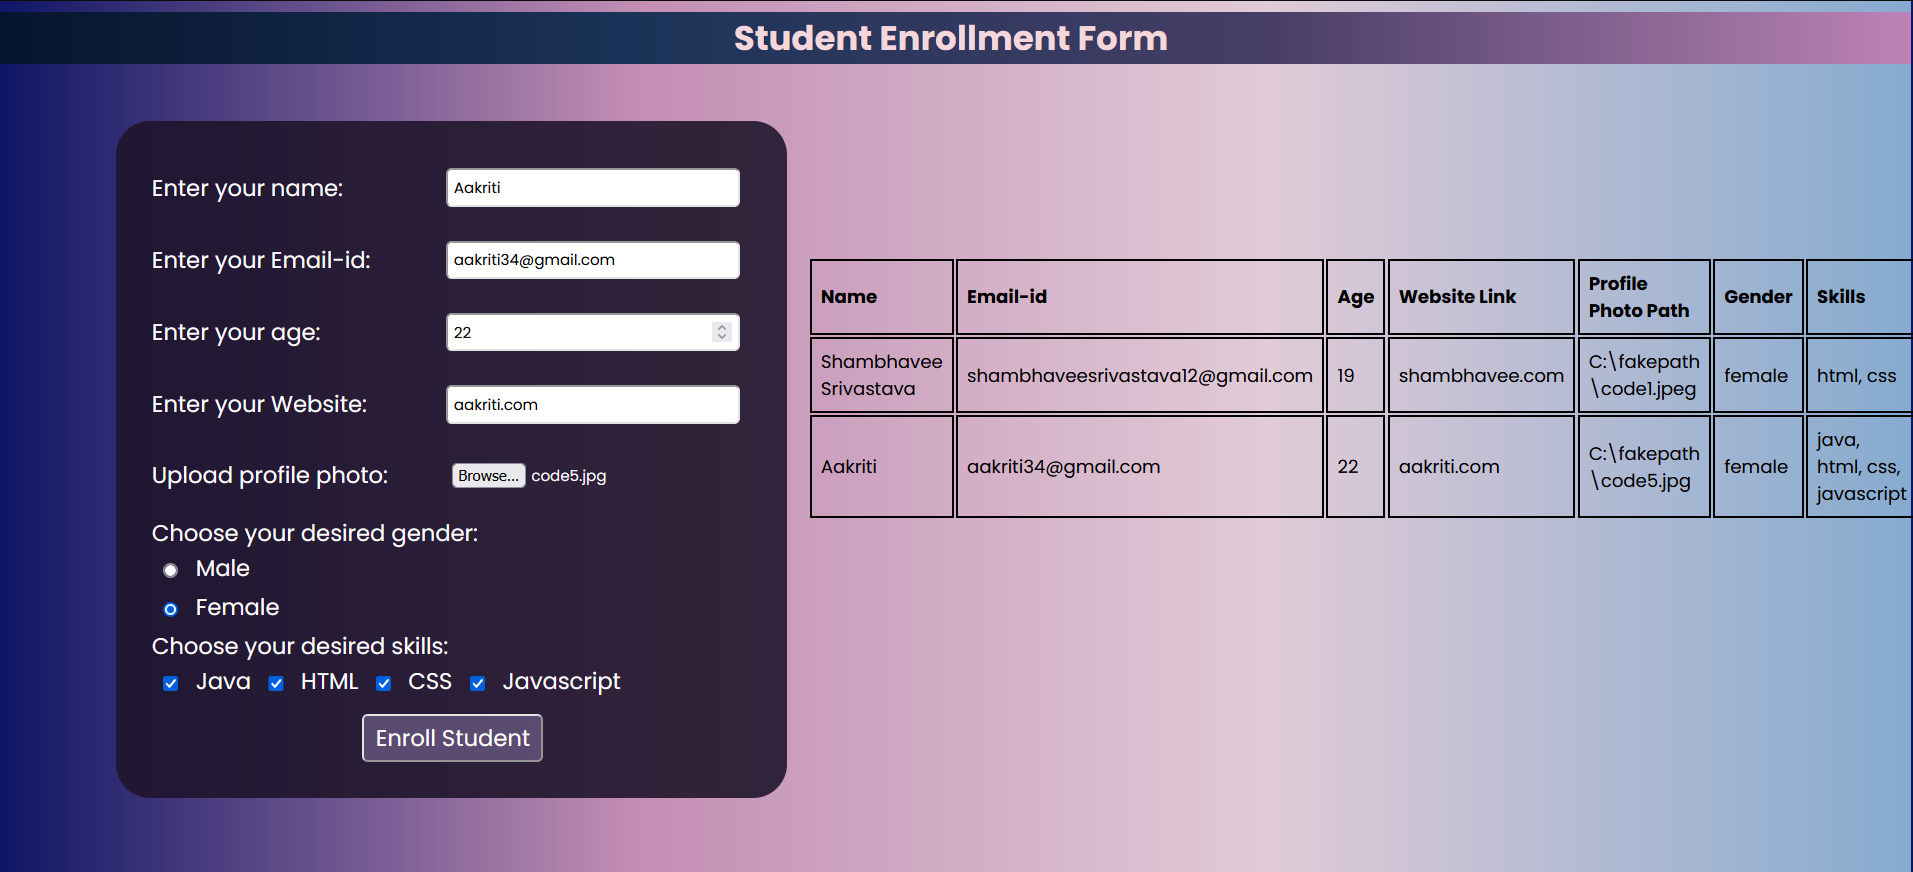 Student Enrollment Form
Enter your name:
Aakriti
Enter your Email-id:
aakriti34@gmail.com
Enter your age:
22
Enter your Website:
aakriti.com
Upload profile photo:
Browse... code5.jpg
Choose your desired gender:
Male
Female
Choose your desired skills:
Java HTML CSS Javascript
Enroll Student
Name
Email-id
Age
Website Link
Profile
Photo Path
Gender
Skills
Shambhavee
Srivastava
shambhaveesrivastava12@gmail.com
19
shambhavee.com
C:\fakepath
\code1.jpeg
female
html, css
Aakriti
aakriti34@gmail.com
22
aakriti.com
C:\fakepath
\code5.jpg
female
java,
html, css,
javascript